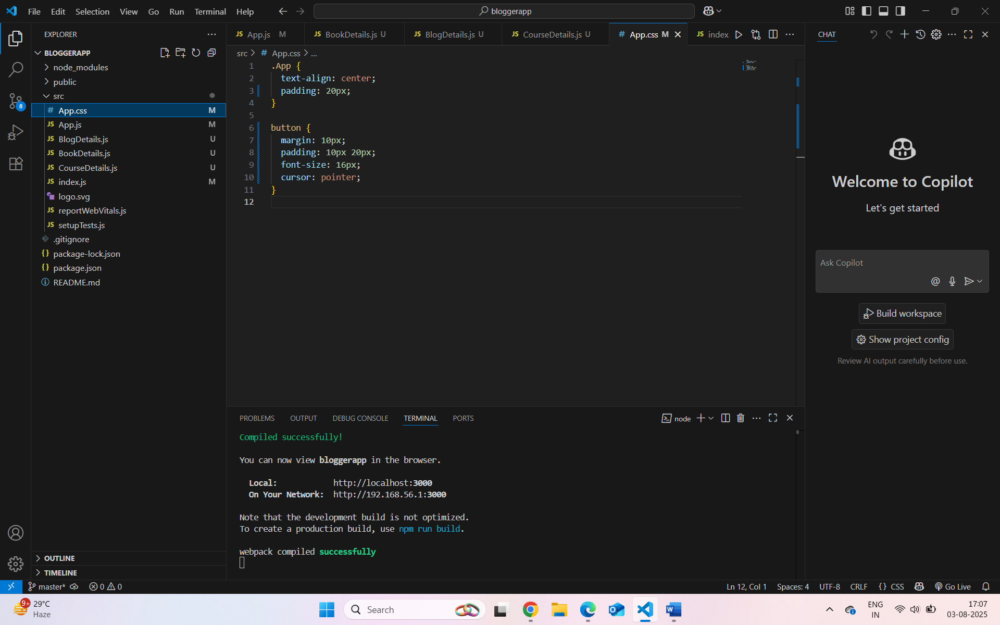 File Edit Selection View Go Run Terminal Help
bloggerapp
EXPLORER
BLOGGERAPP
node_modules
public
src
# App.css M
JS App.js M
JS BlogDetails.js U
JS BookDetails.js U
JS CourseDetails.js U
JS index.js M
logo.svg
JS reportWebVitals.js
JS setupTests.js
.gitignore
{} package-lock.json
{} package.json
README.md
OUTLINE
TIMELINE
8
JS App.js M
JS BookDetails.js U
JS BlogDetails.js U
JS CourseDetails.js U
# App.css M
JS index.
src > # App.css > ...
1 .App {
2 text-align: center;
3 padding: 20px;
4 }
5
6 button {
7 margin: 10px;
8 padding: 10px 20px;
9 font-size: 16px;
10 cursor: pointer;
11 }
12
PROBLEMS OUTPUT DEBUG CONSOLE TERMINAL PORTS
node
Compiled successfully!
You can now view bloggerapp in the browser.
Local: http://localhost:3000
On Your Network: http://192.168.56.1:3000
Note that the development build is not optimized.
To create a production build, use npm run build.
webpack compiled successfully
CHAT
Welcome to Copilot
Let's get started
Ask Copilot
@
Build workspace
Show project config
Review AI output carefully before use.
master* 0 0
Ln 12, Col 1 Spaces: 4 UTF-8 CRLF {} CSS Go Live
9+
29°C
Haze
Search
W
ENG
IN
17:07
03-08-2025